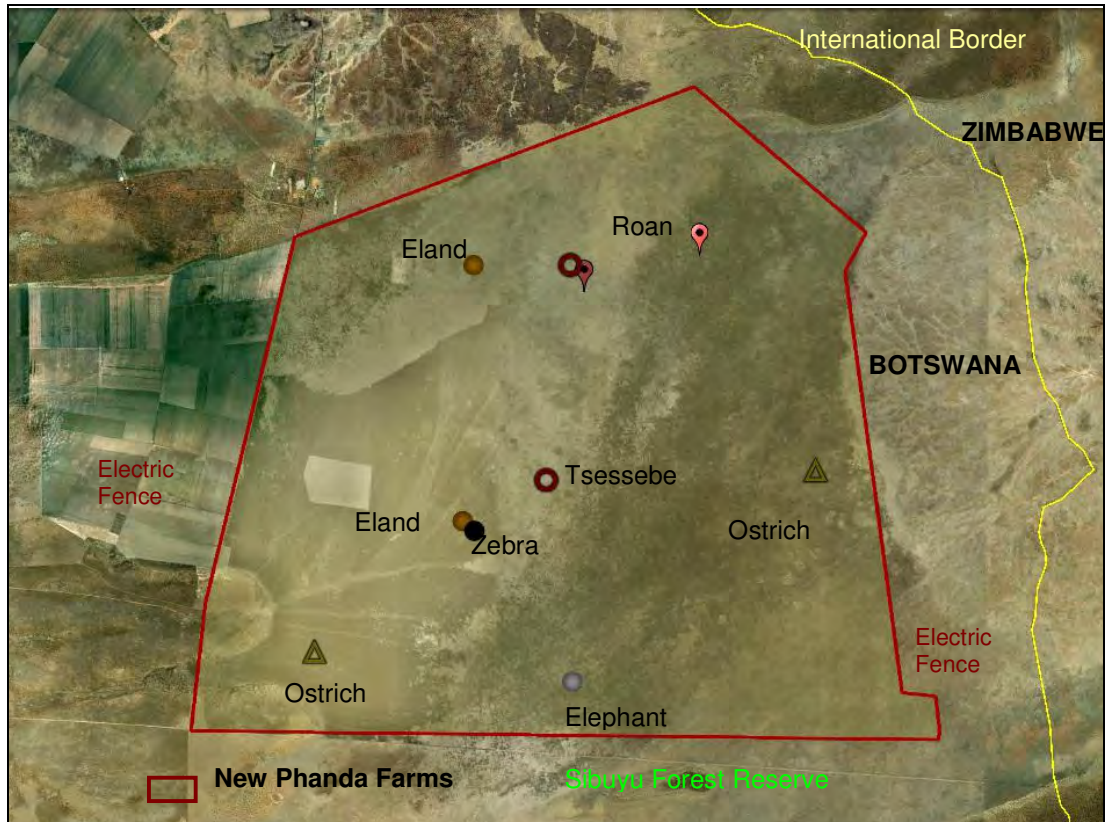 International Border
ZIMBABWE
Roan
Eland
BOTSWANA
Electric
Fence
Tsessebe
Eland
Zebra
Ostrich
Electric
Fence
Ostrich
Elephant
New Phanda Farms
Sibuyu Forest Reserve